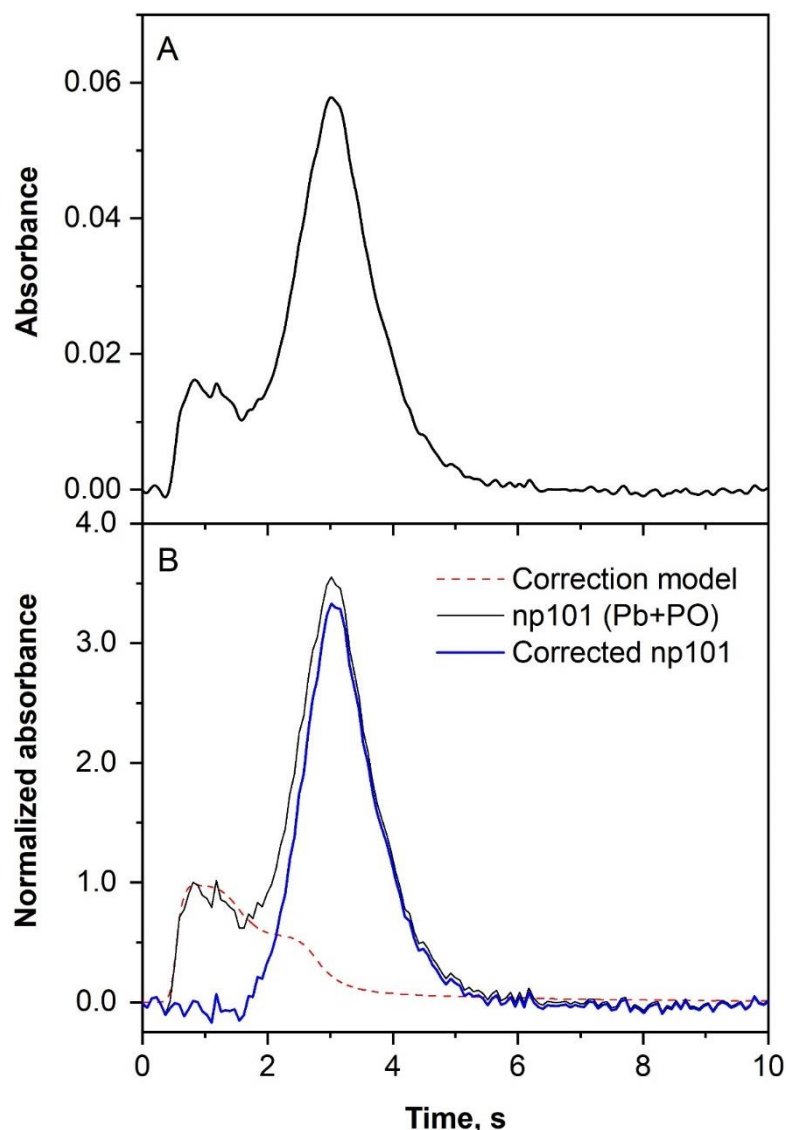 A
0.06
0.04
0.02
0.00
Absorbance
B
4.0
3.0
2.0
1.0
0.0
Normalized absorbance
Correction model
np101 (Pb+PO)
Corrected np101
0 2 4 6 8 10
Time, s